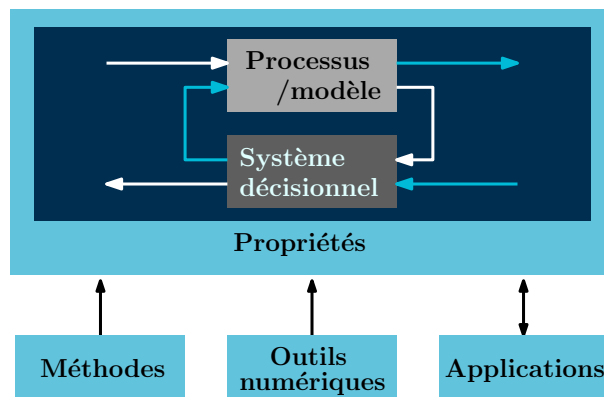 Processus
/modèle
Système
décisionnel
Propriétés
Méthodes
Outils
numériques
Applications